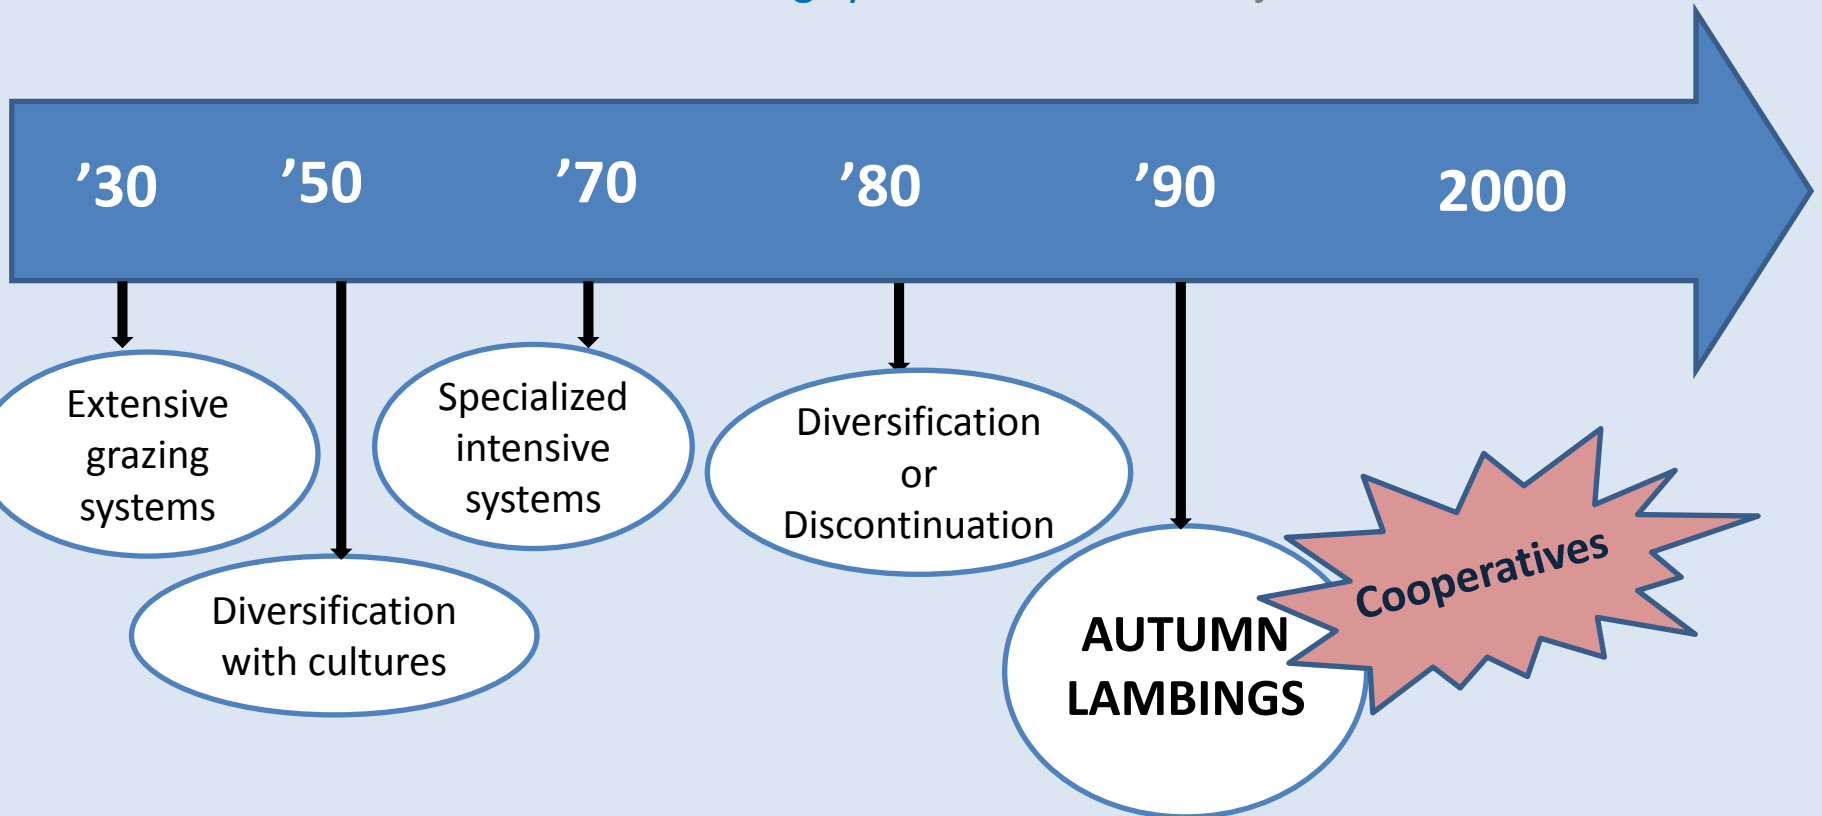 ’30 ’50 ’70 ’80 ’90 2000
Extensive
grazing
systems
Diversification
with cultures
Specialized
intensive
systems
Diversification
or
Discontinuation
AUTUMN
LAMBINGS
Cooperatives